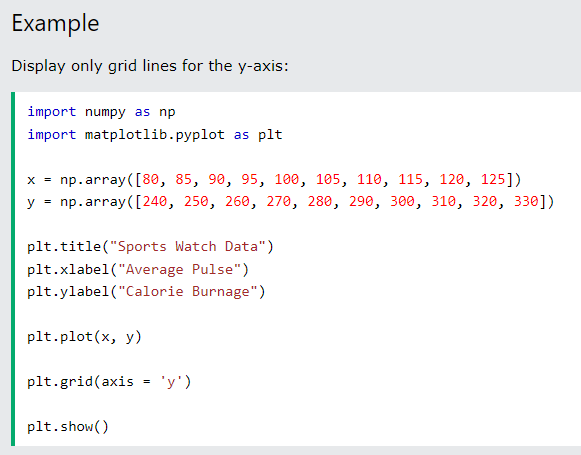 Example
Display only grid lines for the y-axis:
import numpy as np
import matplotlib.pyplot as plt
x = np.array([80, 85, 90, 95, 100, 105, 110, 115, 120, 125])
y = np.array([240, 250, 260, 270, 280, 290, 300, 310, 320, 330])
plt.title("Sports Watch Data")
plt.xlabel("Average Pulse")
plt.ylabel("Calorie Burnage")
plt.plot(x, y)
plt.grid(axis = 'y')
plt.show()